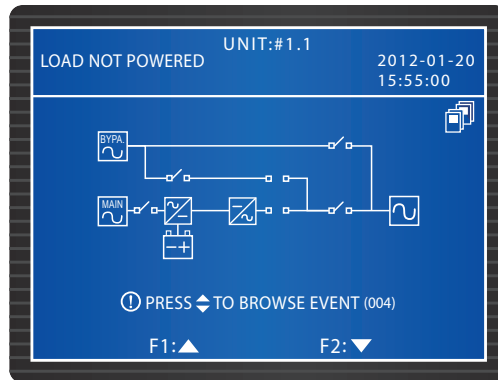 UNIT:#1.1
LOAD NOT POWERED
2012-01-20
15:55:00
BYPA.
MAIN
PRESS TO BROWSE EVENT (004)
F1:
F2: